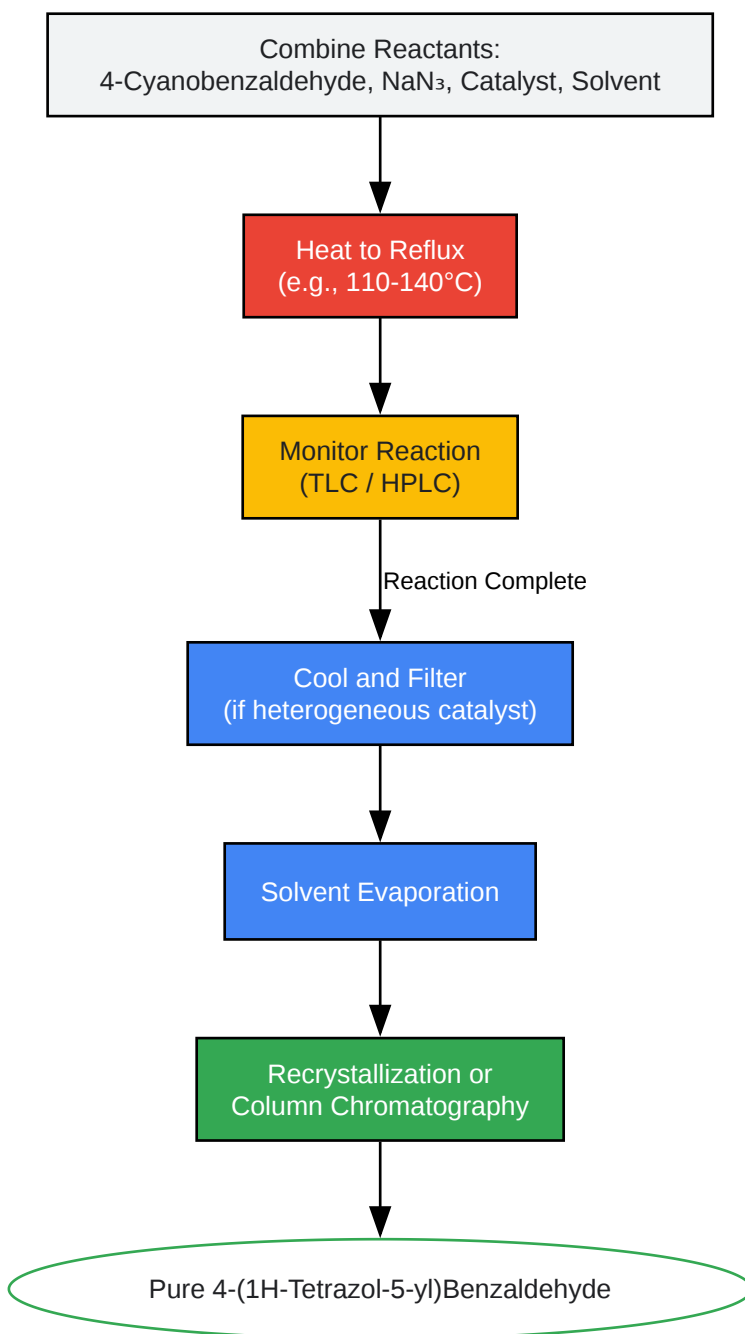 Combine Reactants:
4-Cyanobenzaldehyde, NaN₃, Catalyst, Solvent
Heat to Reflux
(e.g., 110-140°C)
Monitor Reaction
(TLC / HPLC)
Reaction Complete
Cool and Filter
(if heterogeneous catalyst)
Solvent Evaporation
Recrystallization or
Column Chromatography
Pure 4-(1H-Tetrazol-5-yl)Benzaldehyde